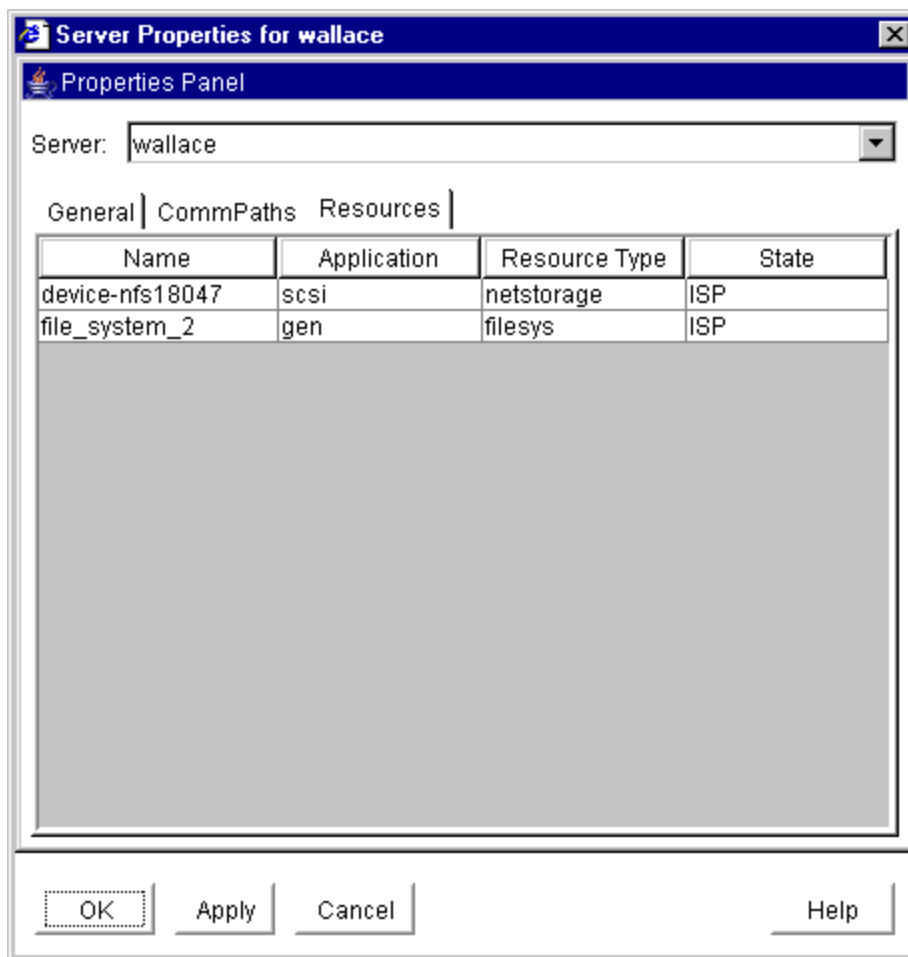 Server Properties for wallace
Properties Panel
Server: wallace
General CommPaths Resources
Name Application Resource Type State
device-nfs18047 scsi netstorage ISP
file_system_2 gen filesys ISP
OK Apply Cancel Help